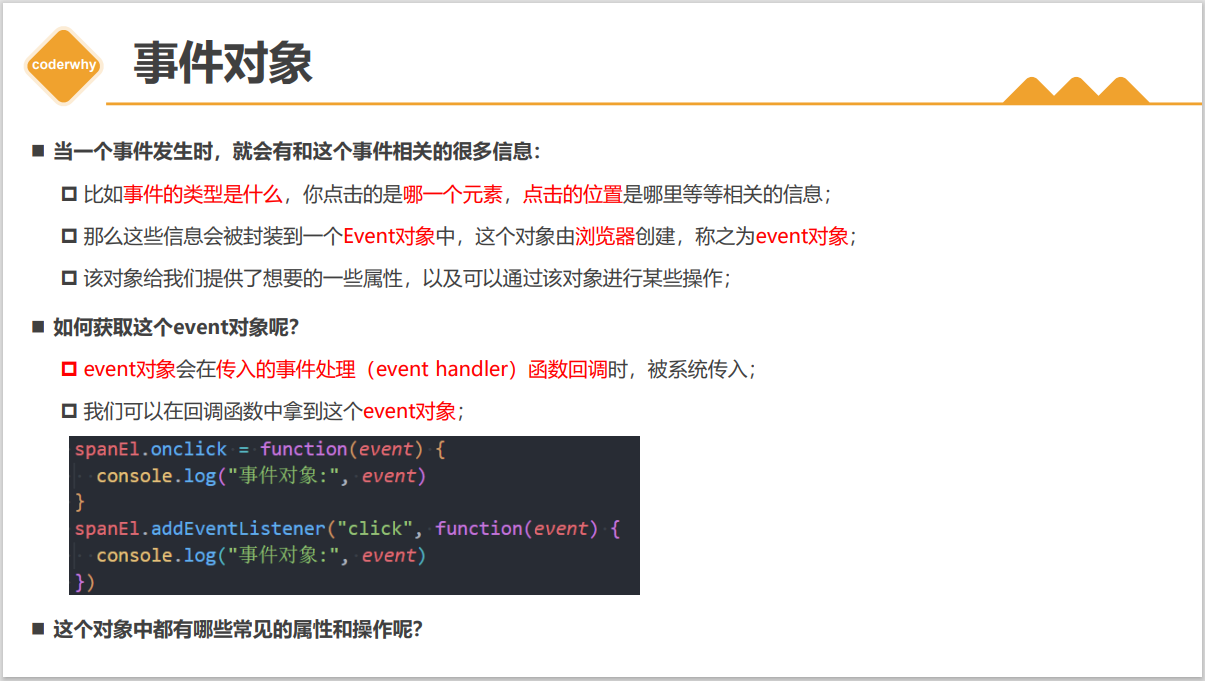 coderwhy
事件对象
当一个事件发生时，就会有和这个事件相关的很多信息：
比如事件的类型是什么，你点击的是哪一个元素，点击的位置是哪里等等相关的信息；
那么这些信息会被封装到一个Event对象中，这个对象由浏览器创建，称之为event对象；
该对象给我们提供了想要的一些属性，以及可以通过该对象进行某些操作；
如何获取这个event对象呢？
event对象会在传入的事件处理（event handler）函数回调时，被系统传入；
我们可以在回调函数中拿到这个event对象；
spanEl.onclick = function(event) {
  console.log("事件对象:", event)
}
spanEl.addEventListener("click", function(event) {
  console.log("事件对象:", event)
})
这个对象中都有哪些常见的属性和操作呢？